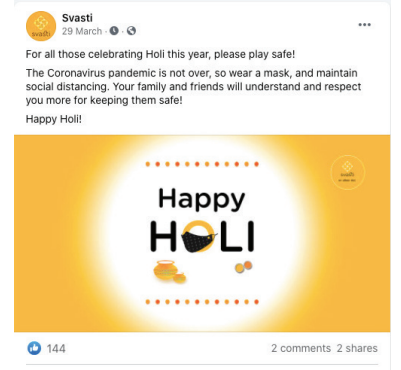 Svasti
29 March
svasti
For all those celebrating Holi this year, please play safe!
The Coronavirus pandemic is not over, so wear a mask, and maintain
social distancing. Your family and friends will understand and respect
you more for keeping them safe!
Happy Holi!
svasti
Happy
HOLI
144
2 comments 2 shares